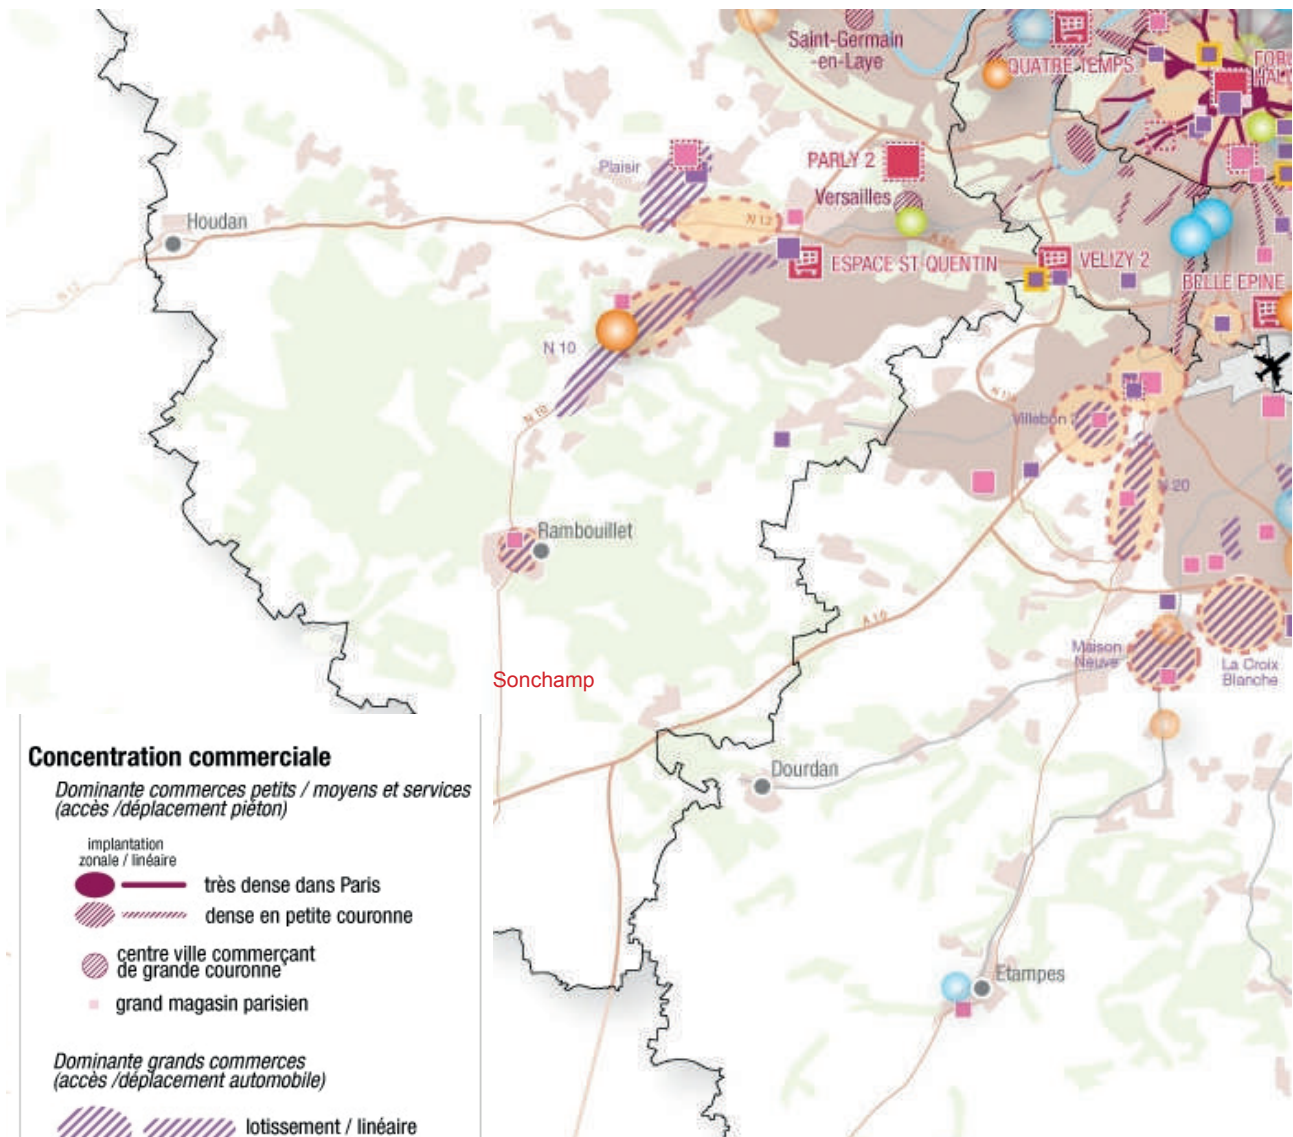 Saint-Germain
-en-Laye
QUATRE TEMPS
Plaisir
PARLY 2
Versailles
Houdan
N 12
N 12
ESPACE ST-QUENTIN
VELIZY 2
BELLE EPINE
N 10
N 10
Villebon 2
Rambouillet
A 10
Sonchamp
Maison
Neuve
La Croix
Blanche
Dourdan
Etampes
Concentration commerciale
Dominante commerces petits / moyens et services
(accès /déplacement piéton)
implantation
zonale / linéaire
très dense dans Paris
dense en petite couronne
centre ville commerçant
de grande couronne
grand magasin parisien
Dominante grands commerces
(accès /déplacement automobile)
lotissement / linéaire